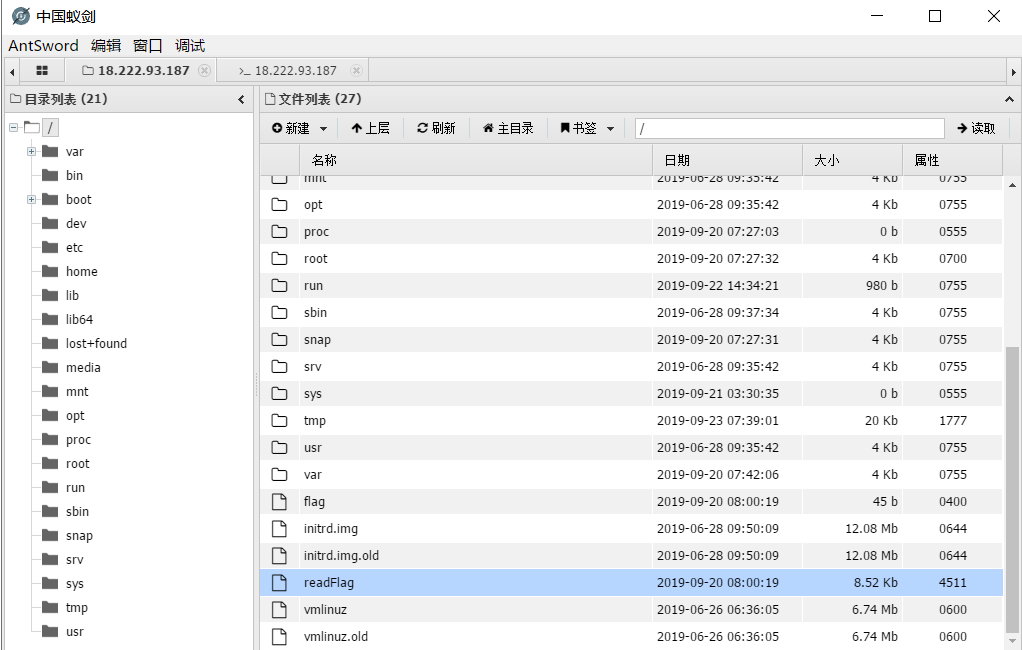 中国蚁剑
AntSword 编辑 窗口 调试
18.222.93.187 >_ 18.222.93.187
目录列表 (21)
/
var
bin
boot
dev
etc
home
lib
lib64
lost+found
media
mnt
opt
proc
root
run
sbin
snap
srv
sys
tmp
usr
文件列表 (27)
新建 上层 刷新 主目录 书签 / 读取
名称 日期 大小 属性
mnt 2019-06-28 09:35:42 4 Kb 0755
opt 2019-06-28 09:35:42 4 Kb 0755
proc 2019-09-20 07:27:03 0 b 0555
root 2019-09-20 07:27:32 4 Kb 0700
run 2019-09-22 14:34:21 980 b 0755
sbin 2019-06-28 09:37:34 4 Kb 0755
snap 2019-09-20 07:27:31 4 Kb 0755
srv 2019-06-28 09:35:42 4 Kb 0755
sys 2019-09-21 03:30:35 0 b 0555
tmp 2019-09-23 07:39:01 20 Kb 1777
usr 2019-06-28 09:35:42 4 Kb 0755
var 2019-09-20 07:42:06 4 Kb 0755
flag 2019-09-20 08:00:19 45 b 0400
initrd.img 2019-06-28 09:50:09 12.08 Mb 0644
initrd.img.old 2019-06-28 09:50:09 12.08 Mb 0644
readFlag 2019-09-20 08:00:19 8.52 Kb 4511
vmlinuz 2019-06-26 06:36:05 6.74 Mb 0600
vmlinuz.old 2019-06-26 06:36:05 6.74 Mb 0600